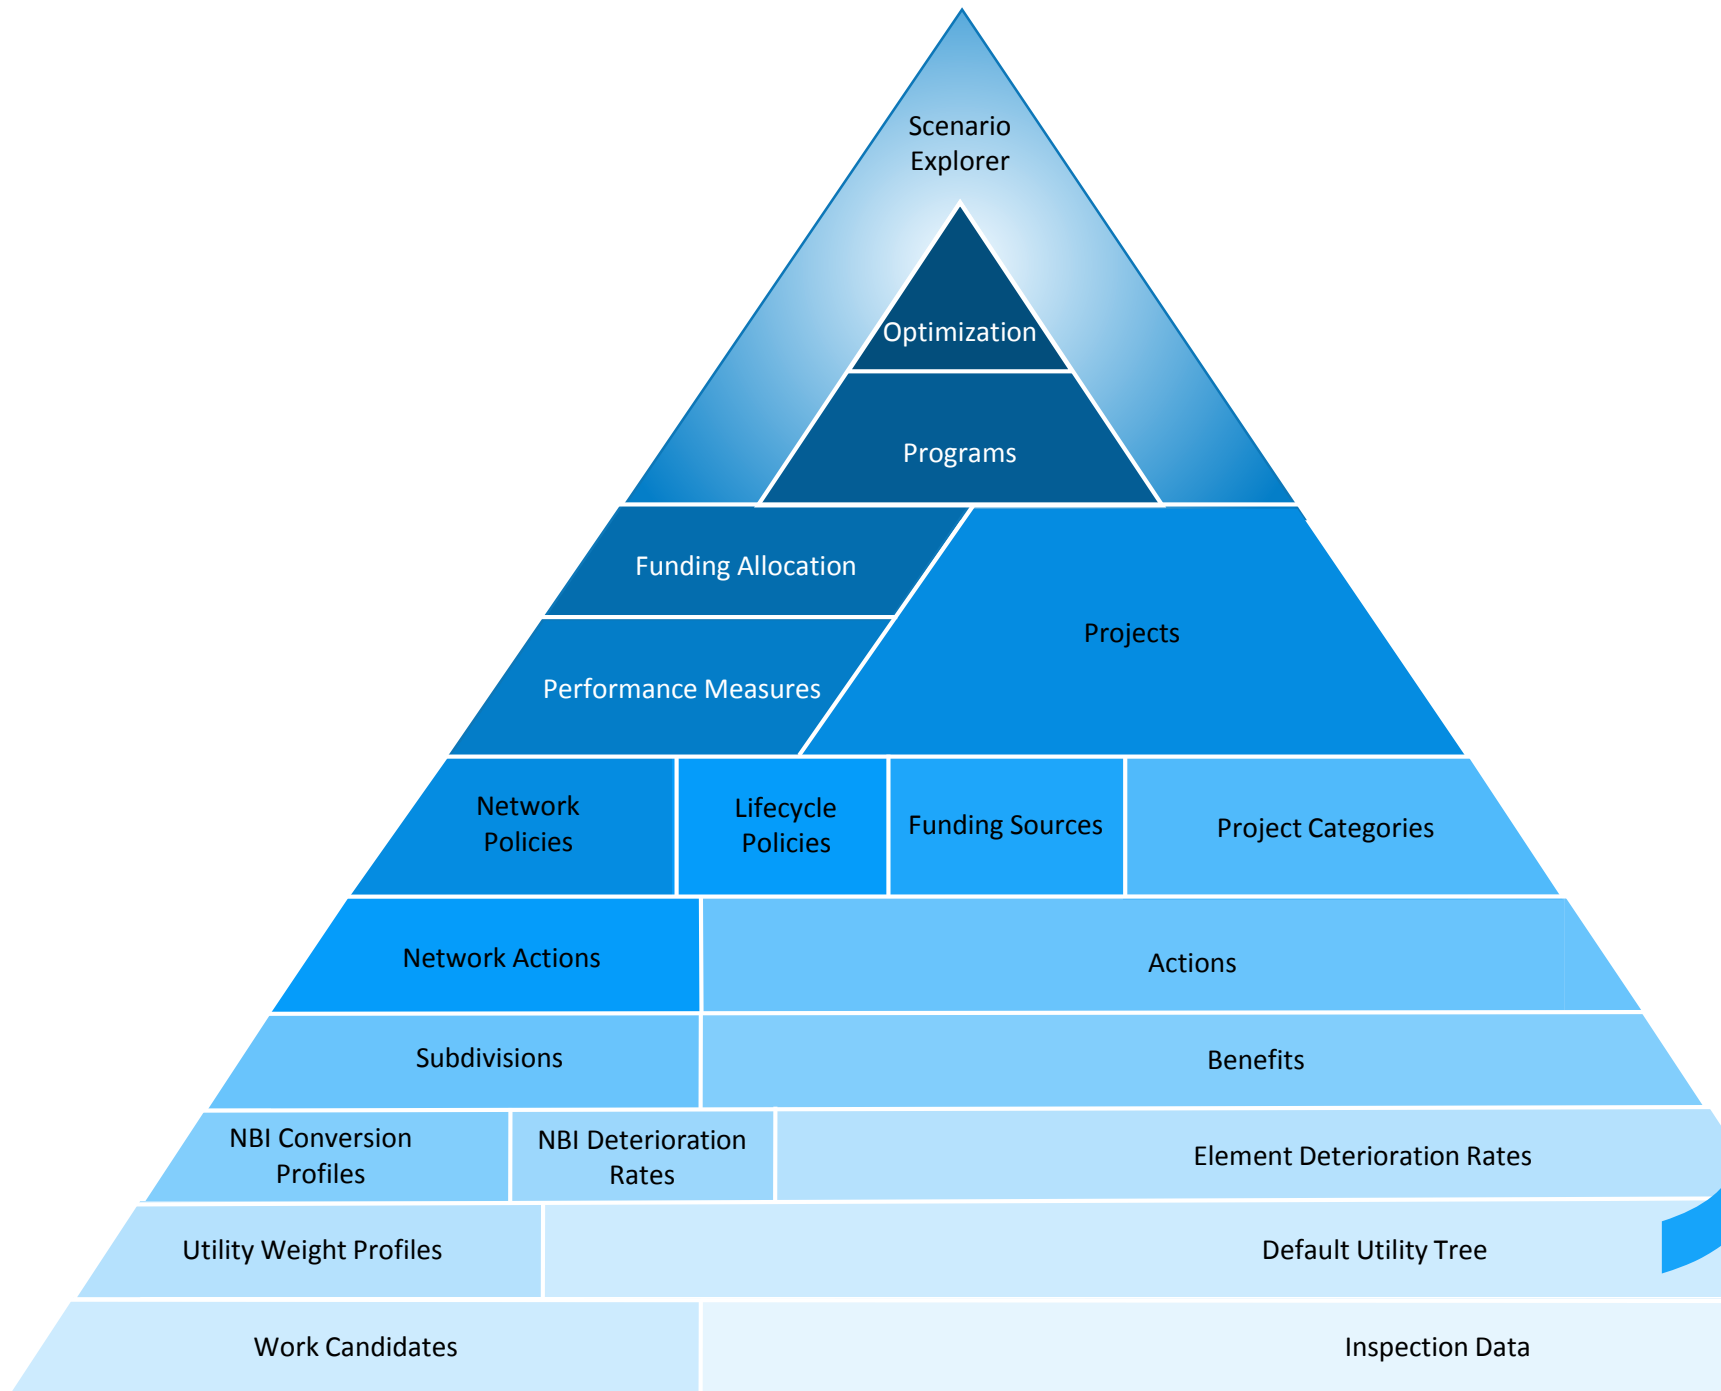 Scenario
Explorer
Optimization
Programs
Funding Allocation
Projects
Performance Measures
Network
Policies
Lifecycle
Policies
Funding Sources
Project Categories
Network Actions
Actions
Subdivisions
Benefits
NBI Conversion
Profiles
NBI Deterioration
Rates
Element Deterioration Rates
Utility Weight Profiles
Default Utility Tree
Work Candidates
Inspection Data